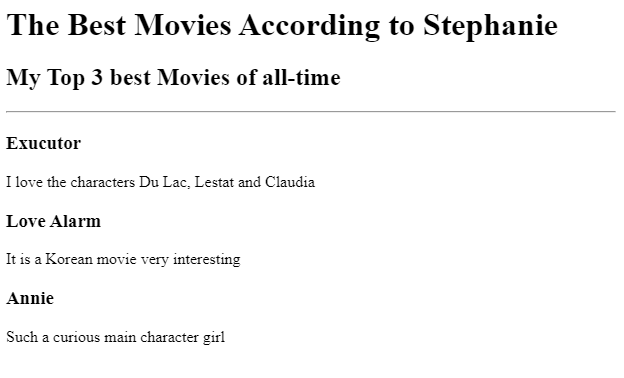 The Best Movies According to Stephanie
My Top 3 best Movies of all-time
Exucutor
I love the characters Du Lac, Lestat and Claudia
Love Alarm
It is a Korean movie very interesting
Annie
Such a curious main character girl